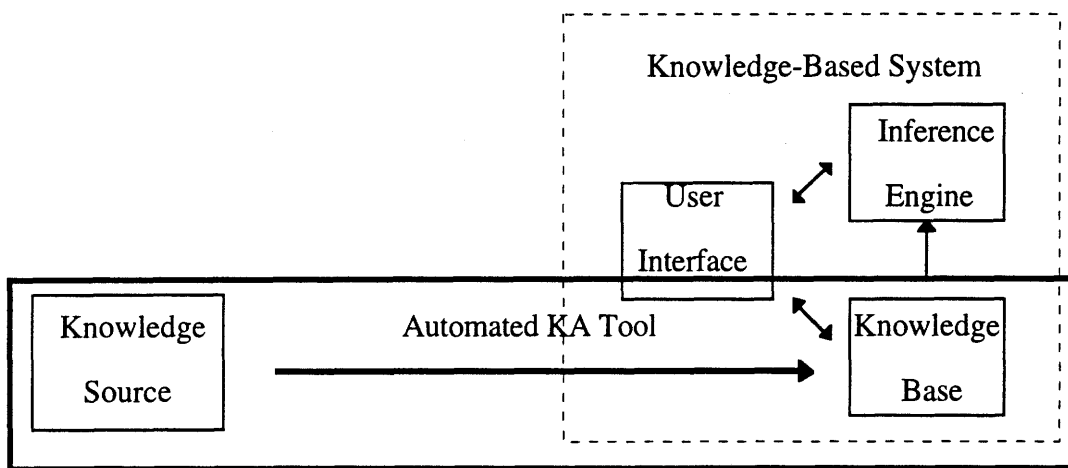 Knowledge-Based System
Inference
Engine
User
Interface
Knowledge
Source
Automated KA Tool
Knowledge
Base